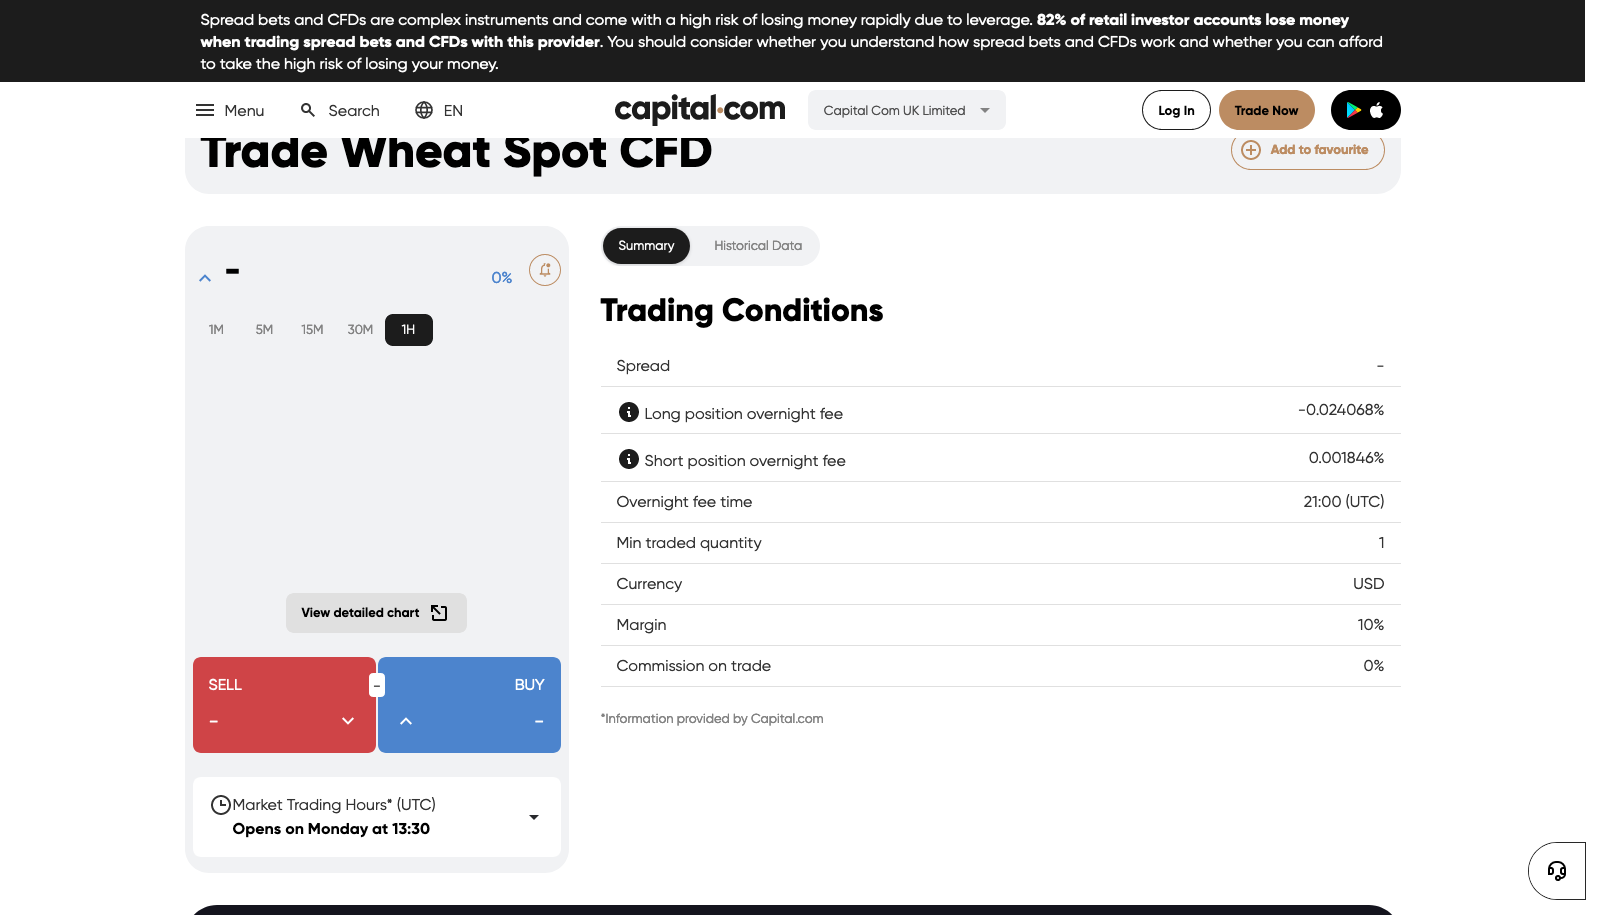 Spread bets and CFDs are complex instruments and come with a high risk of losing money rapidly due to leverage. 82% of retail investor accounts lose money
when trading spread bets and CFDs with this provider. You should consider whether you understand how spread bets and CFDs work and whether you can afford
to take the high risk of losing your money.
Menu Search EN capital.com Capital Com UK Limited Log In Trade Now
Trade Wheat Spot CFD
Add to favourite
-
0%
1M 5M 15M 30M 1H
View detailed chart
SELL - BUY
- -
Market Trading Hours* (UTC)
Opens on Monday at 13:30
Summary Historical Data
Trading Conditions
Spread -
Long position overnight fee -0.024068%
Short position overnight fee 0.001846%
Overnight fee time 21:00 (UTC)
Min traded quantity 1
Currency USD
Margin 10%
Commission on trade 0%
*Information provided by Capital.com